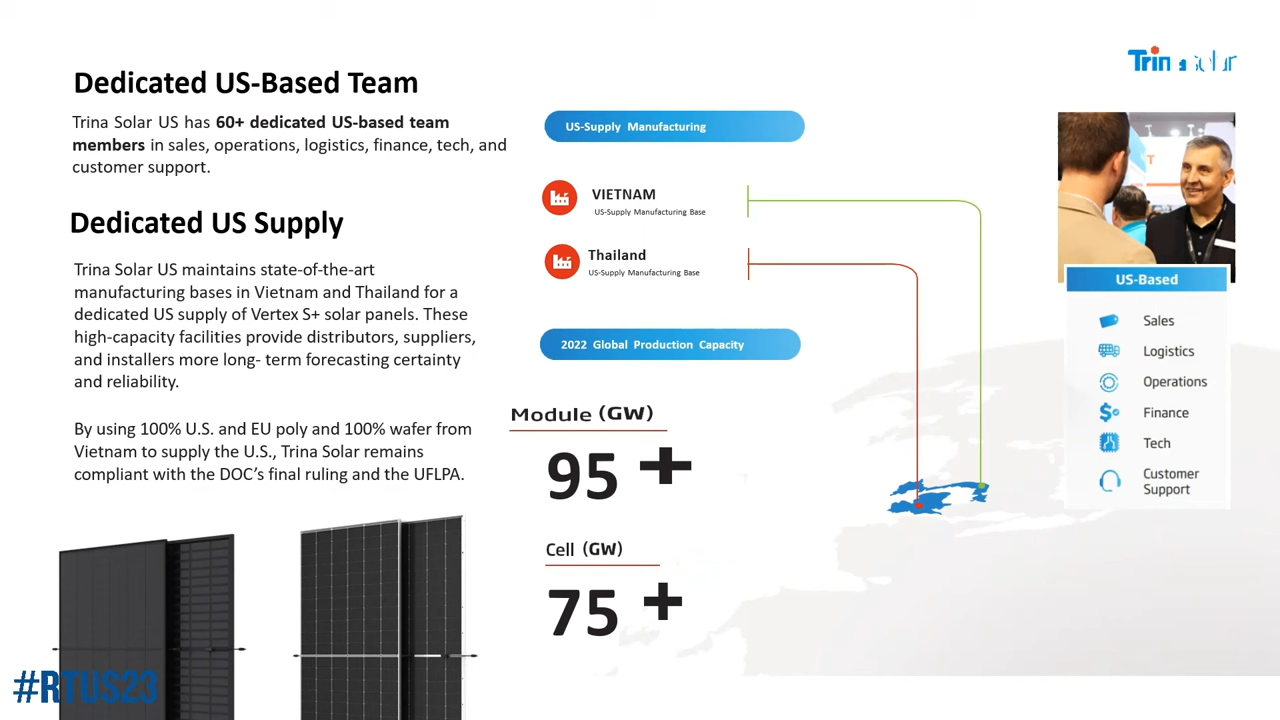 Dedicated US-Based Team
Trina Solar US has 60+ dedicated US-based team
members in sales, operations, logistics, finance, tech, and
customer support.
Dedicated US Supply
Trina Solar US maintains state-of-the-art
manufacturing bases in Vietnam and Thailand for a
dedicated US supply of Vertex S+ solar panels. These
high-capacity facilities provide distributors, suppliers,
and installers more long- term forecasting certainty
and reliability.
By using 100% U.S. and EU poly and 100% wafer from
Vietnam to supply the U.S., Trina Solar remains
compliant with the DOC’s final ruling and the UFLPA.
#RTUS23
US-Supply Manufacturing
VIETNAM
US-Supply Manufacturing Base
Thailand
US-Supply Manufacturing Base
2022 Global Production Capacity
Module (GW)
95 +
Cell (GW)
75 +
Trina solar
US-Based
Sales
Logistics
Operations
Finance
Tech
Customer
Support